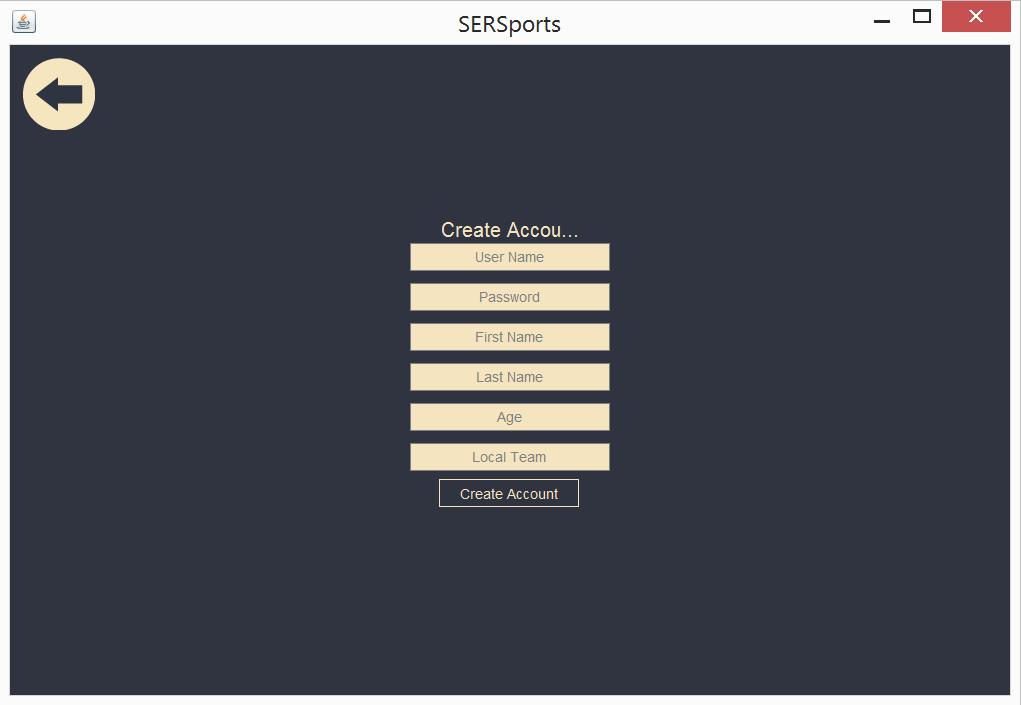 SERSports
Create Accou...
User Name
Password
First Name
Last Name
Age
Local Team
Create Account